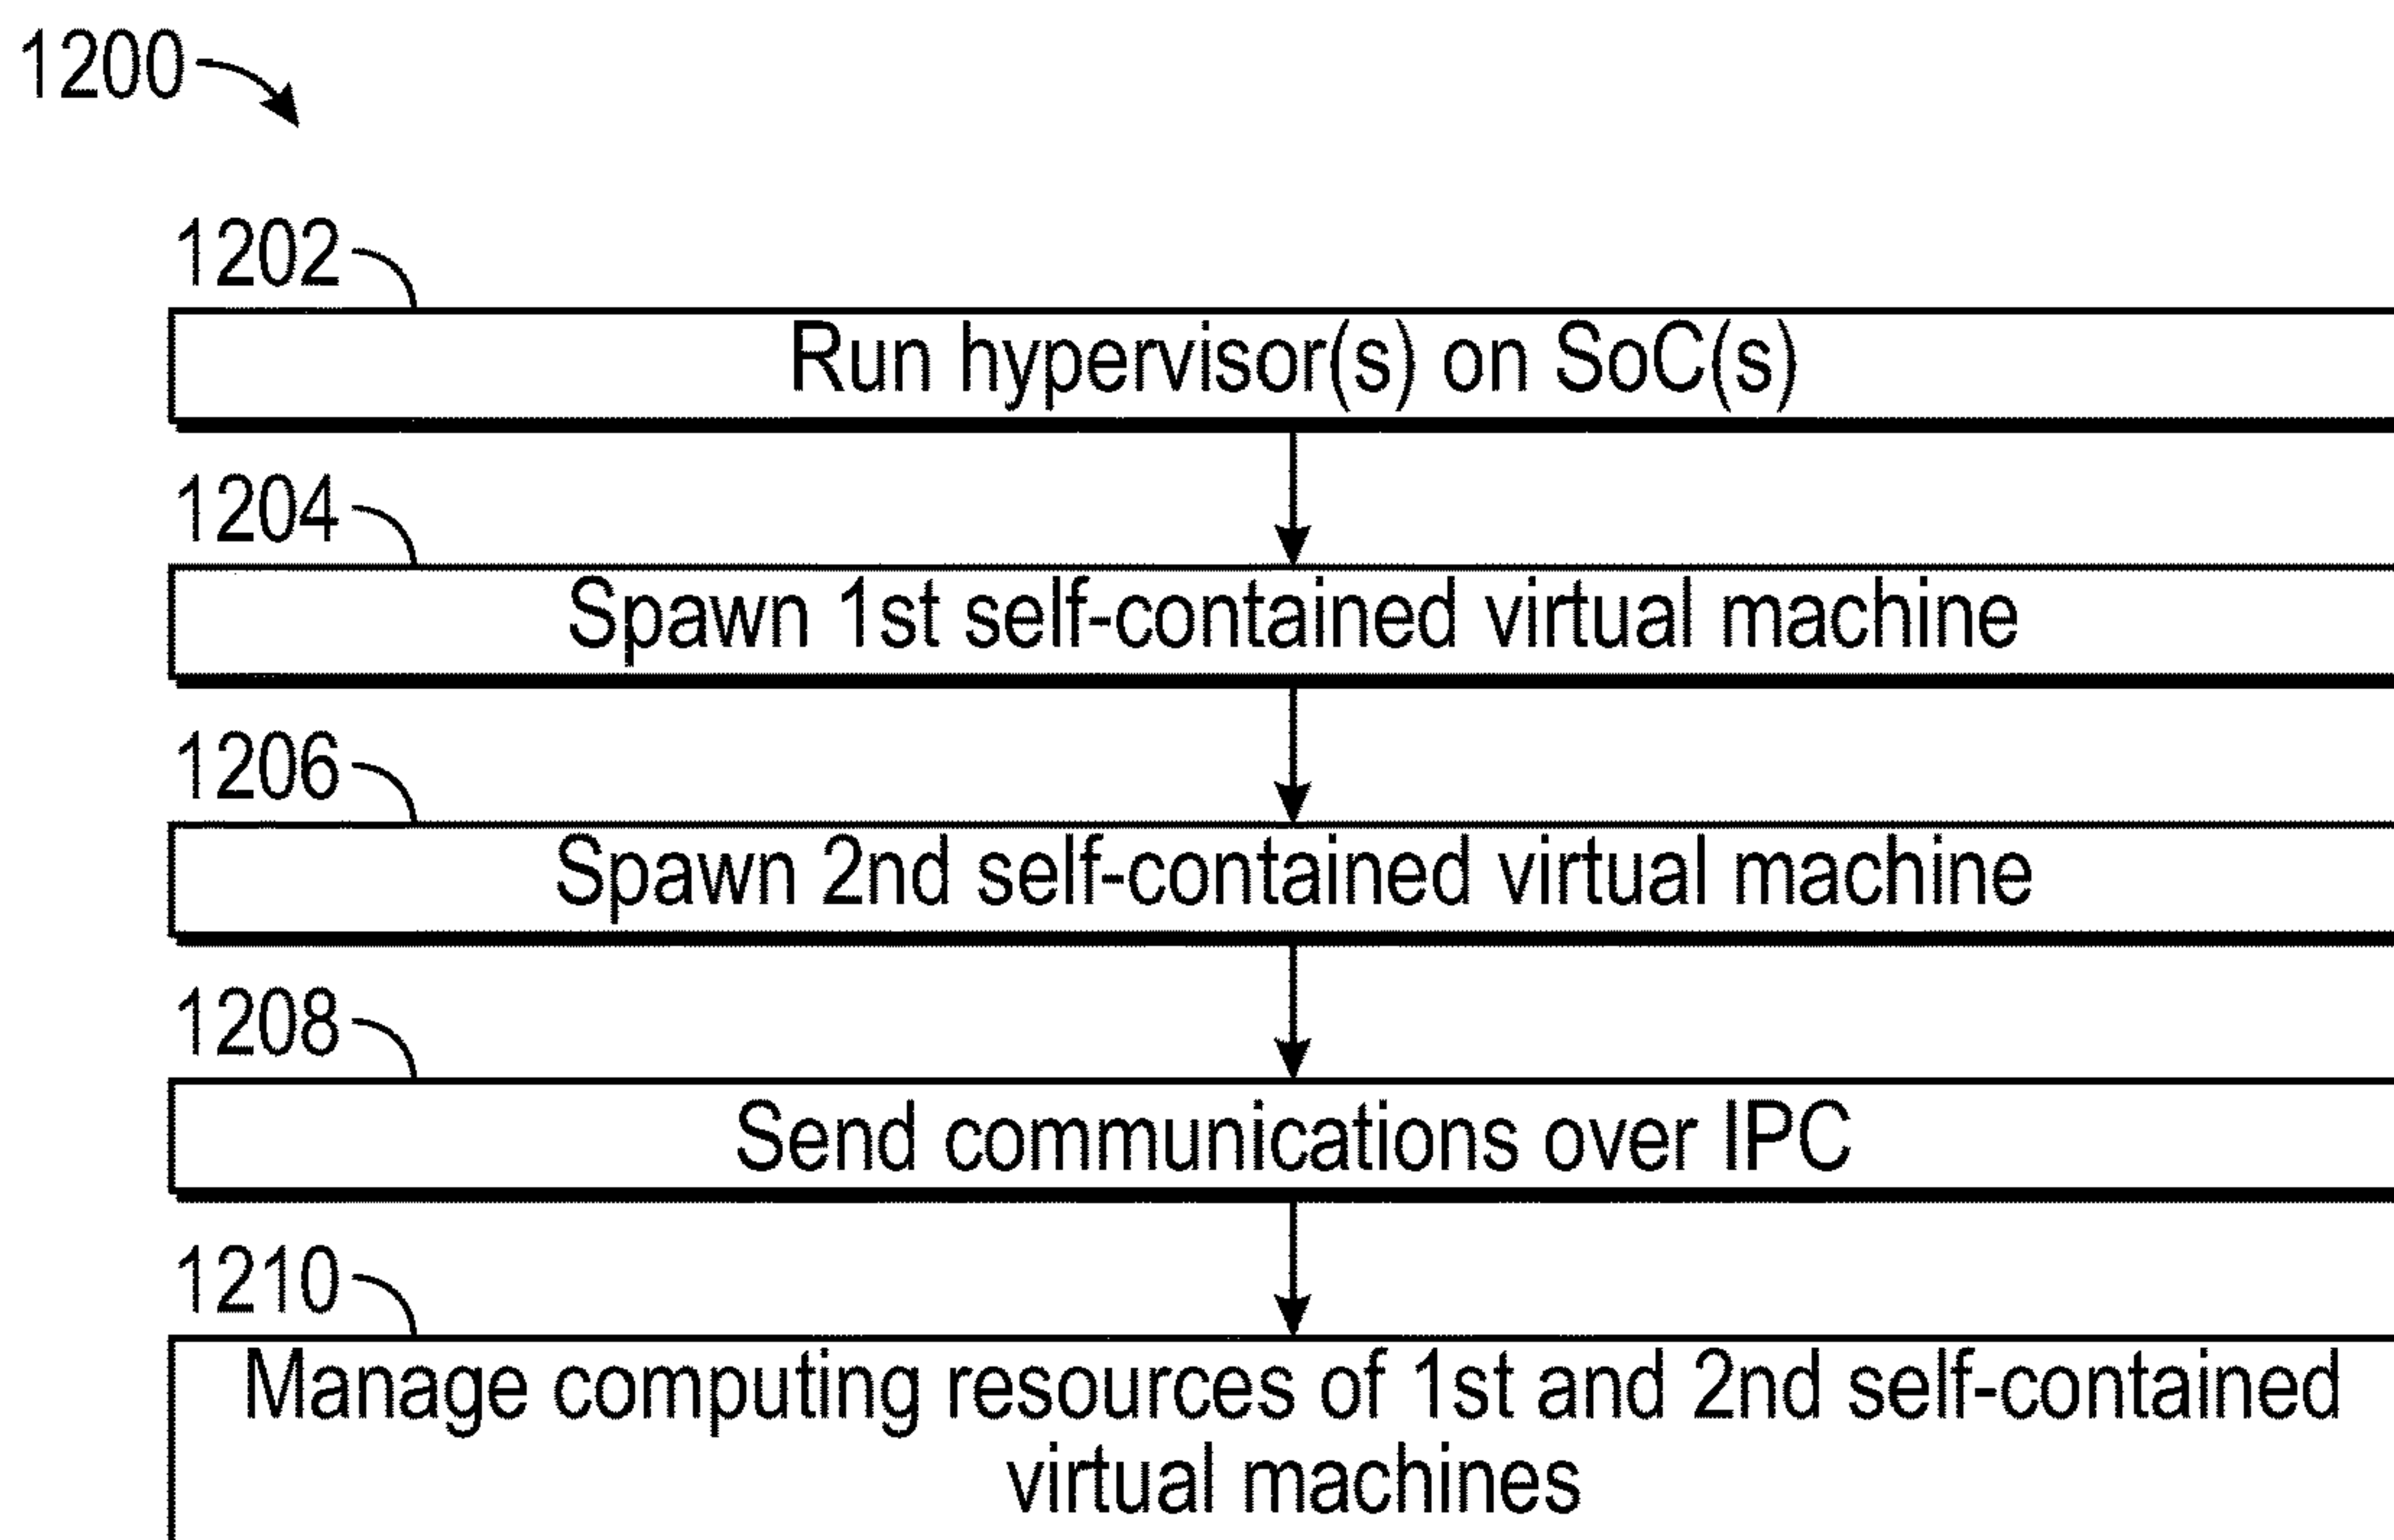 1200
1202
Run hypervisor(s) on SoC(s)
1204
Spawn 1st self-contained virtual machine
1206
Spawn 2nd self-contained virtual machine
1208
Send communications over IPC
1210
Manage computing resources of 1st and 2nd self-contained
virtual machines